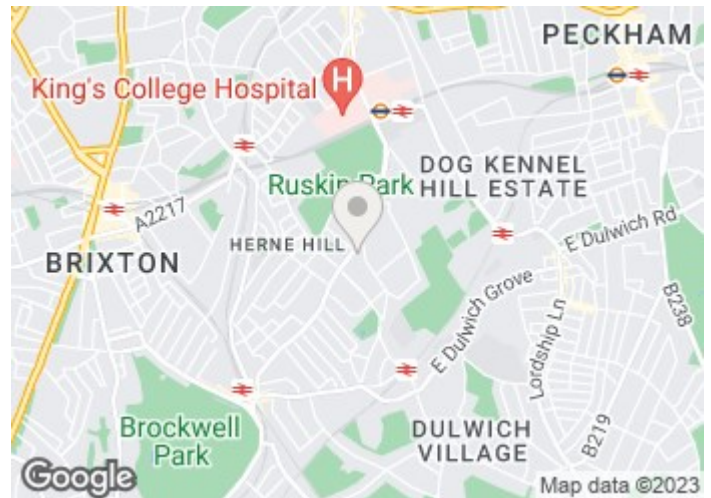 PECKHAM
King's College Hospital
H
DOG KENNEL
HILL ESTATE
Ruskin Park
E Dulwich Rd
A2217
HERNE HILL
BRIXTON
E Dulwich Grove
Lordship Ln
B238
Brockwell
Park
DULWICH
VILLAGE
B219
Google
Map data ©2023